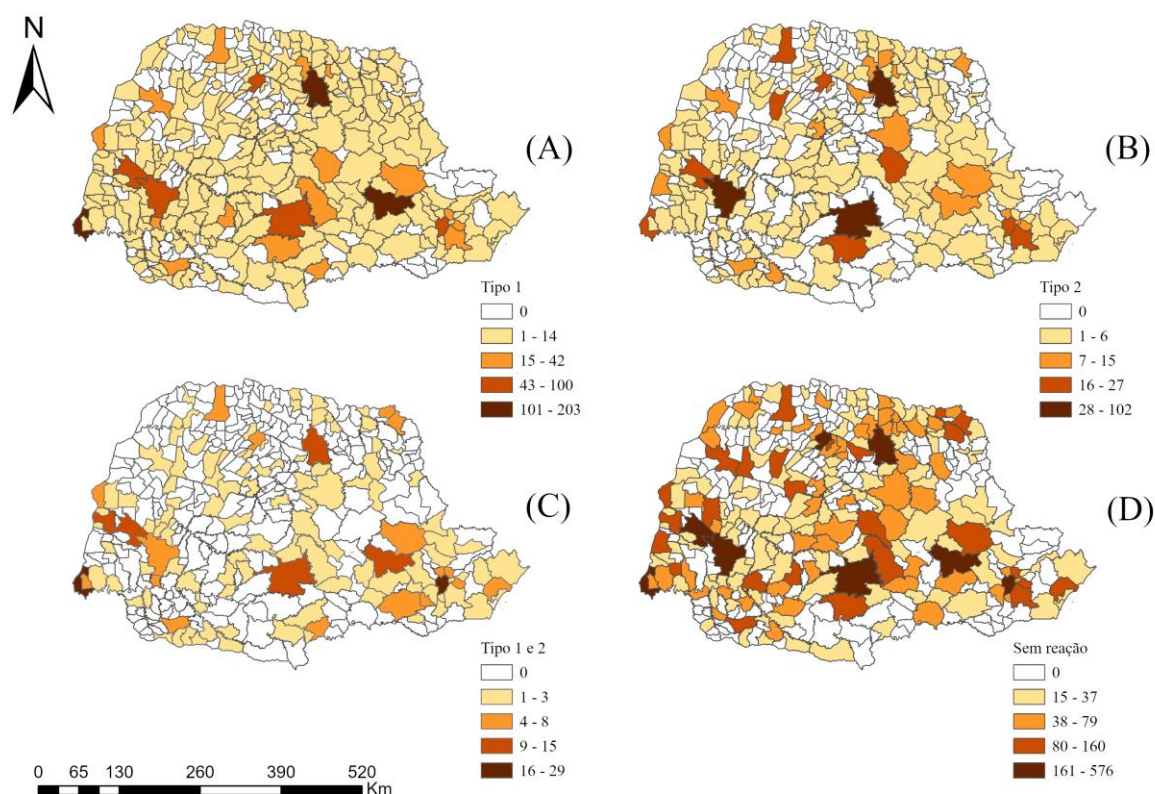 N
(A)
Tipo 1
0
1 - 14
15 - 42
43 - 100
101 - 203
(B)
Tipo 2
0
1 - 6
7 - 15
16 - 27
28 - 102
(C)
Tipo 1 e 2
0
1 - 3
4 - 8
9 - 15
16 - 29
(D)
Sem reação
0
15 - 37
38 - 79
80 - 160
161 - 576
0 65 130 260 390 520
Km